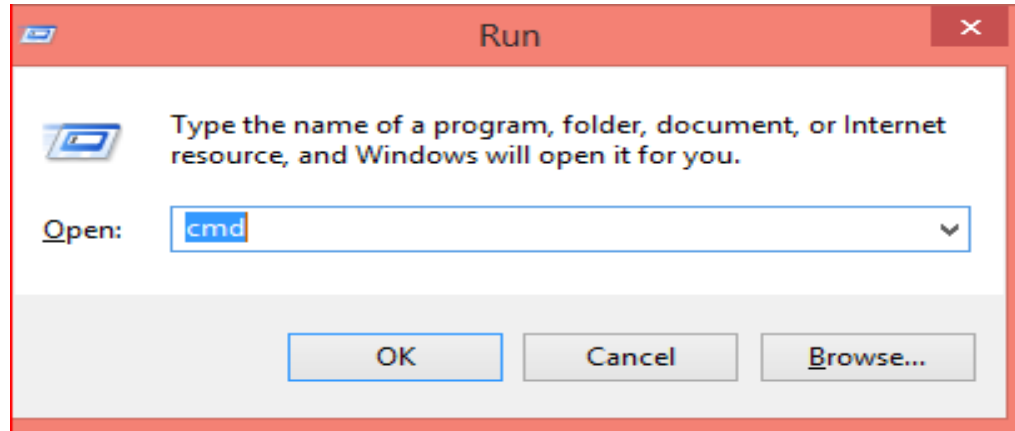 Run
Type the name of a program, folder, document, or Internet
resource, and Windows will open it for you.
Open:
cmd
OK
Cancel
Browse...